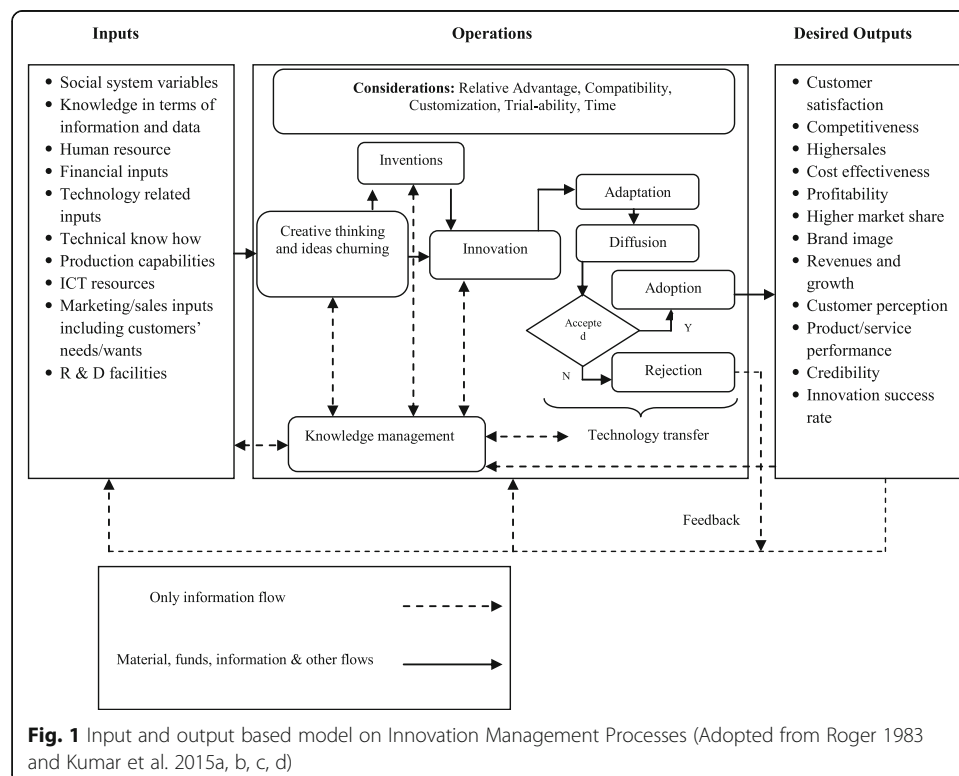 Inputs
Operations
Desired Outputs
• Social system variables
• Knowledge in terms of
information and data
• Human resource
• Financial inputs
• Technology related
inputs
• Technical know how
• Production capabilities
• ICT resources
• Marketing/sales inputs
including customers'
needs/wants
• R & D facilities
Considerations: Relative Advantage, Compatibility,
Customization, Trial-ability, Time
Inventions
Creative thinking
and ideas churning
Innovation
Adaptation
Diffusion
Adoption
Accepte
d
Y
N
Rejection
Knowledge management
Technology transfer
• Customer
satisfaction
• Competitiveness
• Highersales
• Cost effectiveness
• Profitability
• Higher market share
• Brand image
• Revenues and
growth
• Customer perception
• Product/service
performance
• Credibility
• Innovation success
rate
Feedback
Only information flow
Material, funds, information & other flows
Fig. 1 Input and output based model on Innovation Management Processes (Adopted from Roger 1983
and Kumar et al. 2015a, b, c, d)